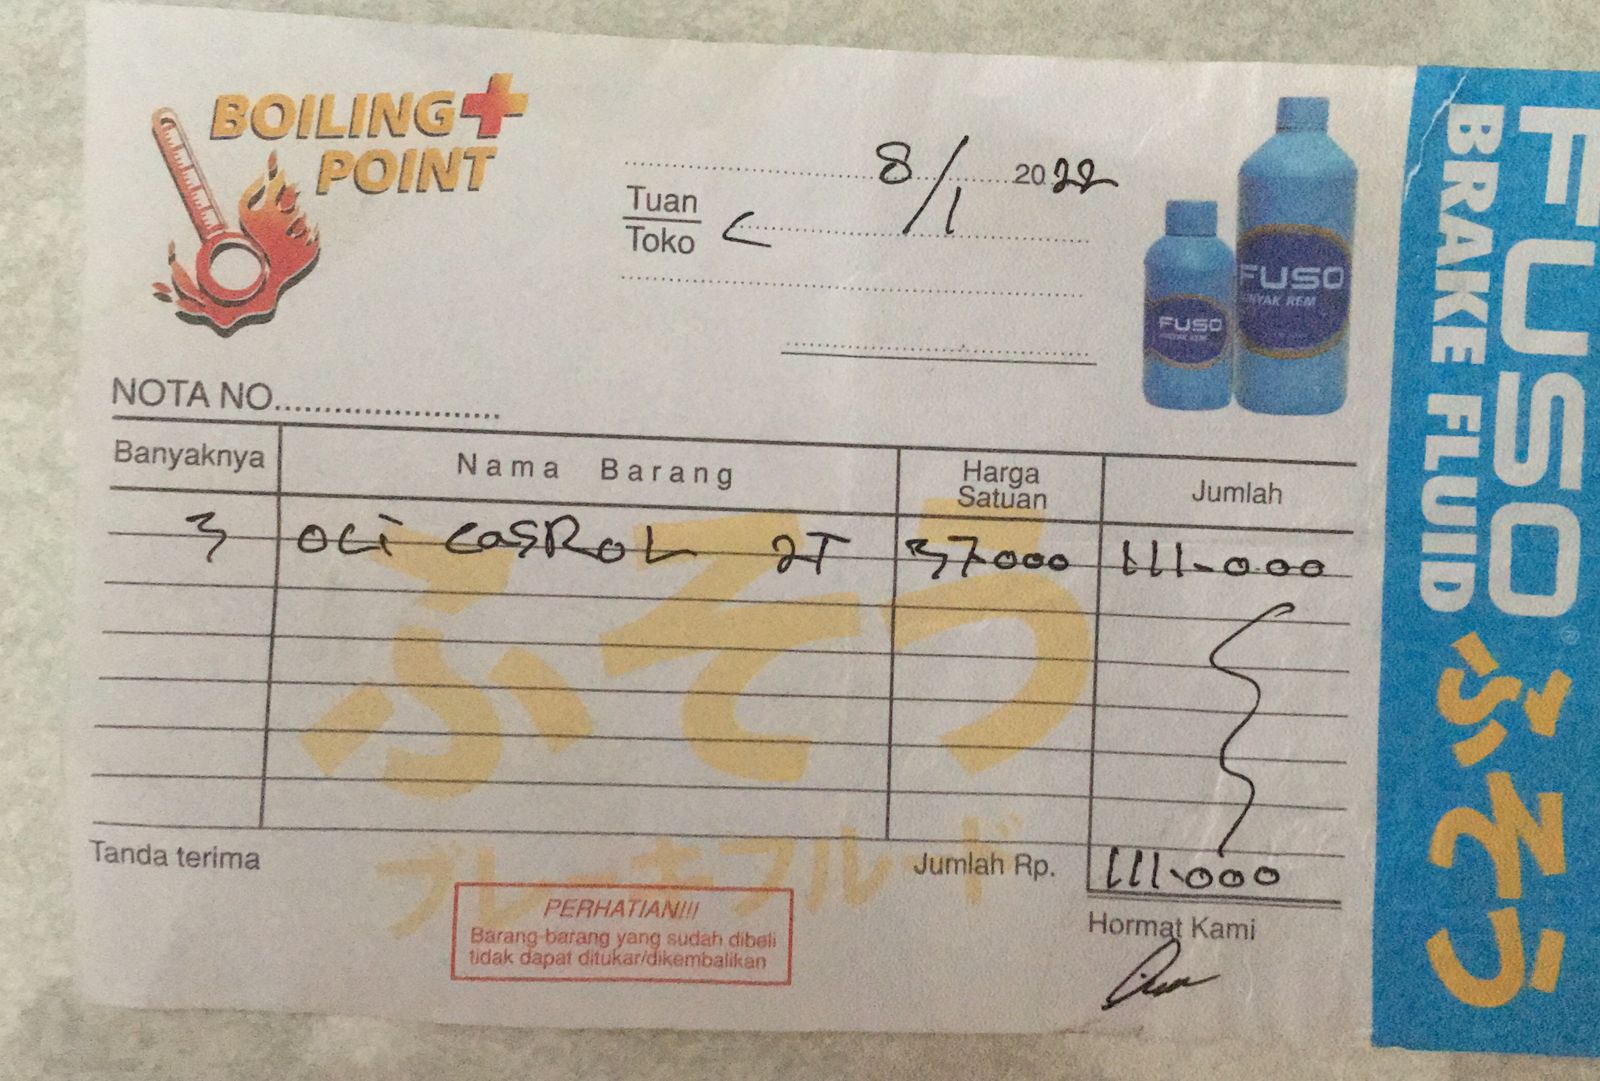 BOILING+
POINT
8/1 2022
Tuan
Toko
FUSO
MINYAK REM
FUSO
NOTA NO.......................
Banyaknya Nama Barang Harga Satuan Jumlah
3 OLi CASROL 2T 37000 111-000
Tanda terima
Jumlah Rp. 111.000
PERHATIAN!!!
Barang-barang yang sudah dibeli
tidak dapat ditukar/dikembalikan
Hormat Kami
ふそう
ブレーキフルード
FUSO® ふそう
BRAKE FLUID